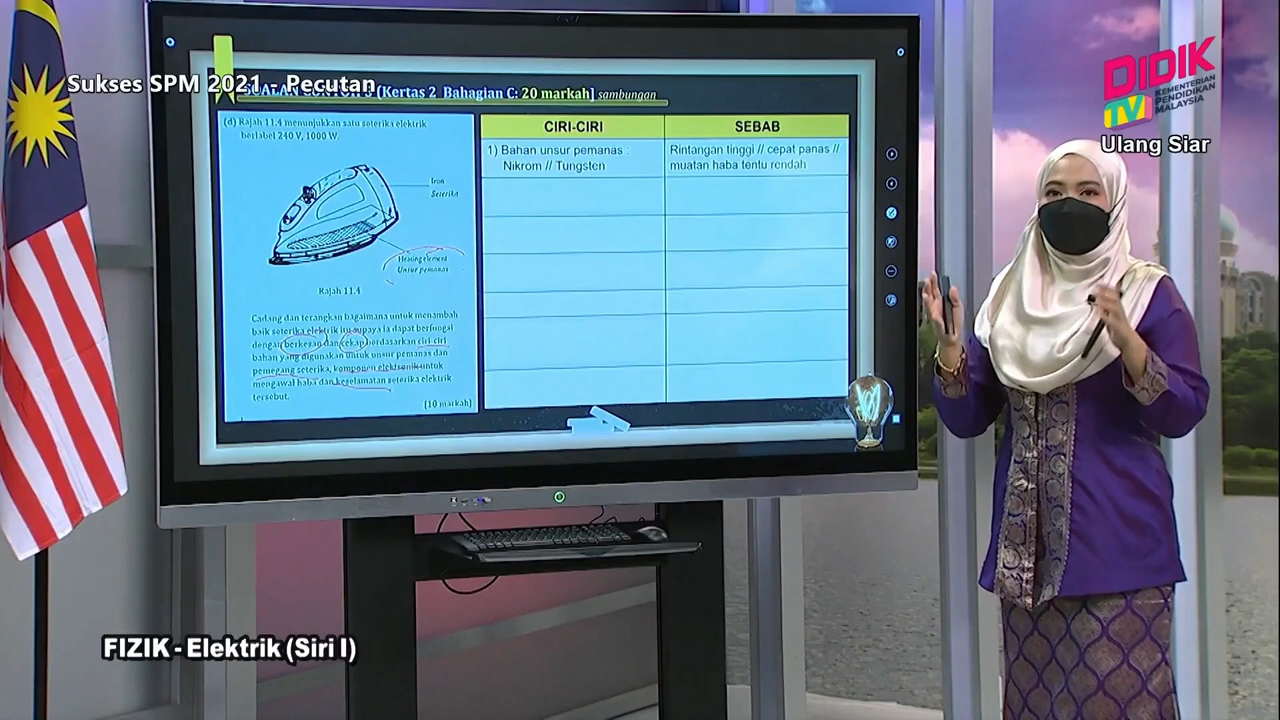 Sukses SPM 2021 - Pecutan
(Kertas 2 Bahagian C: 20 markah] sambungan
(d) Rajah 11.4 menunjukkan satu seterika elektrik
berlabel 240 V, 1000 W.
Iron
Seterika
Heating element
Unsur pemanas
Rajah 11.4
Cadang dan terangkan bagaimana untuk menambah
baik seterika elektrik itu supaya ia dapat berfungsi
dengan berkesan dan cekap berdasarkan ciri-ciri
bahan yang digunakan untuk unsur pemanas dan
pemegang seterika, komponen elektronik untuk
mengawal haba dan keselamatan seterika elektrik
tersebut.
[10 markah]
CIRI-CIRI SEBAB
1) Bahan unsur pemanas :
Nikrom // Tungsten
Rintangan tinggi // cepat panas //
muatan haba tentu rendah
DIDIK
TV
KEMENTERIAN
PENDIDIKAN
MALAYSIA
Ulang Siar
FIZIK - Elektrik (Siri I)